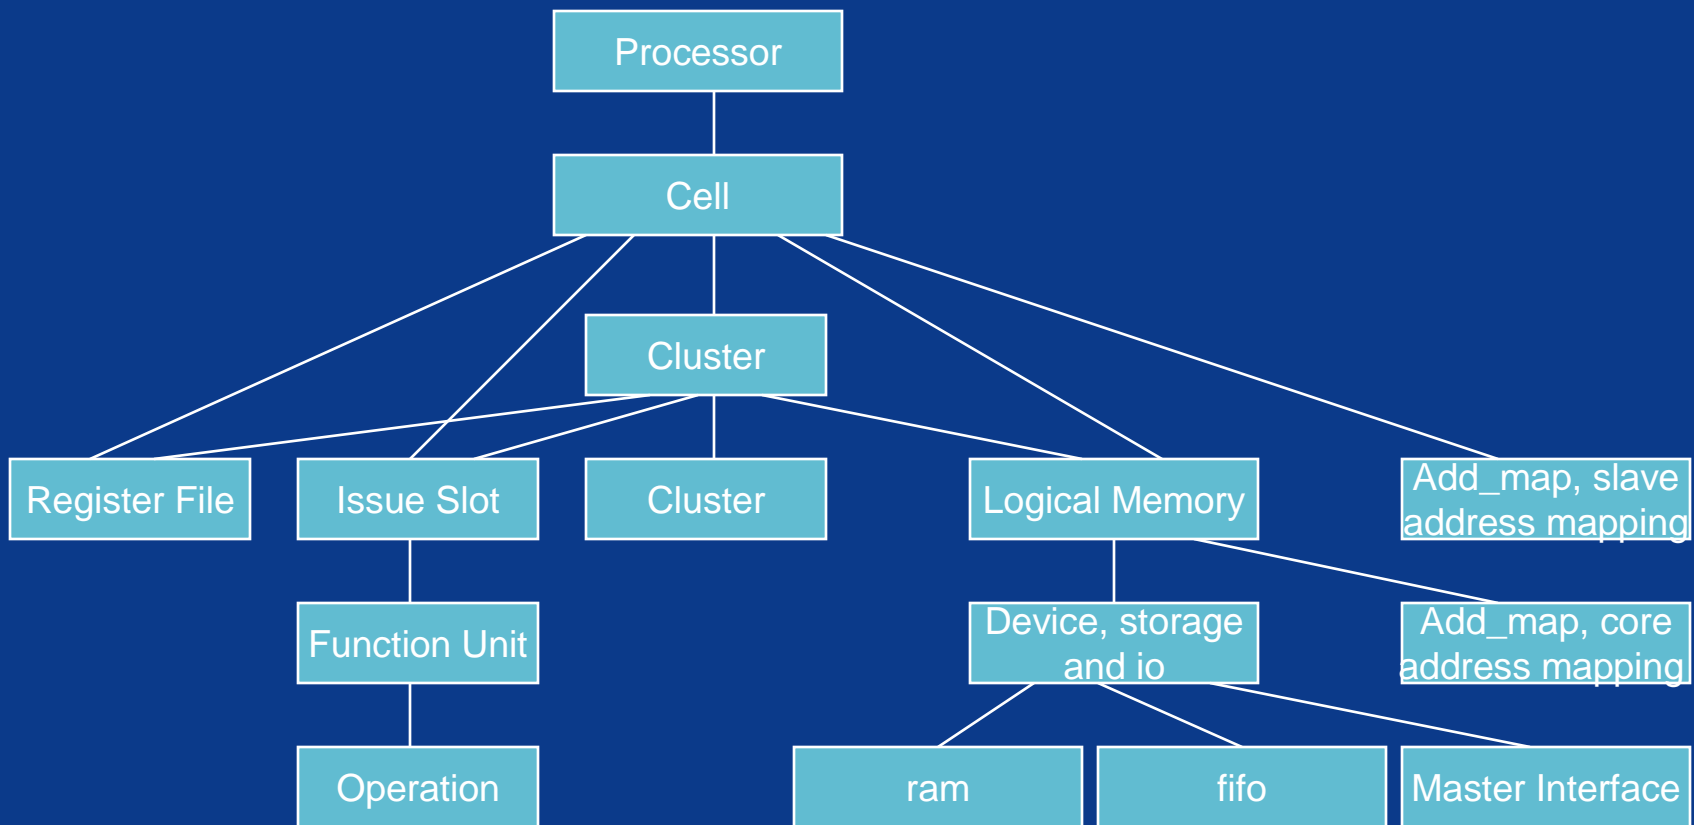 Processor
Cell
Cluster
Register File
Issue Slot
Cluster
Logical Memory
Add_map, slave
address mapping
Function Unit
Device, storage
and io
Add_map, core
address mapping
Operation
ram
fifo
Master Interface